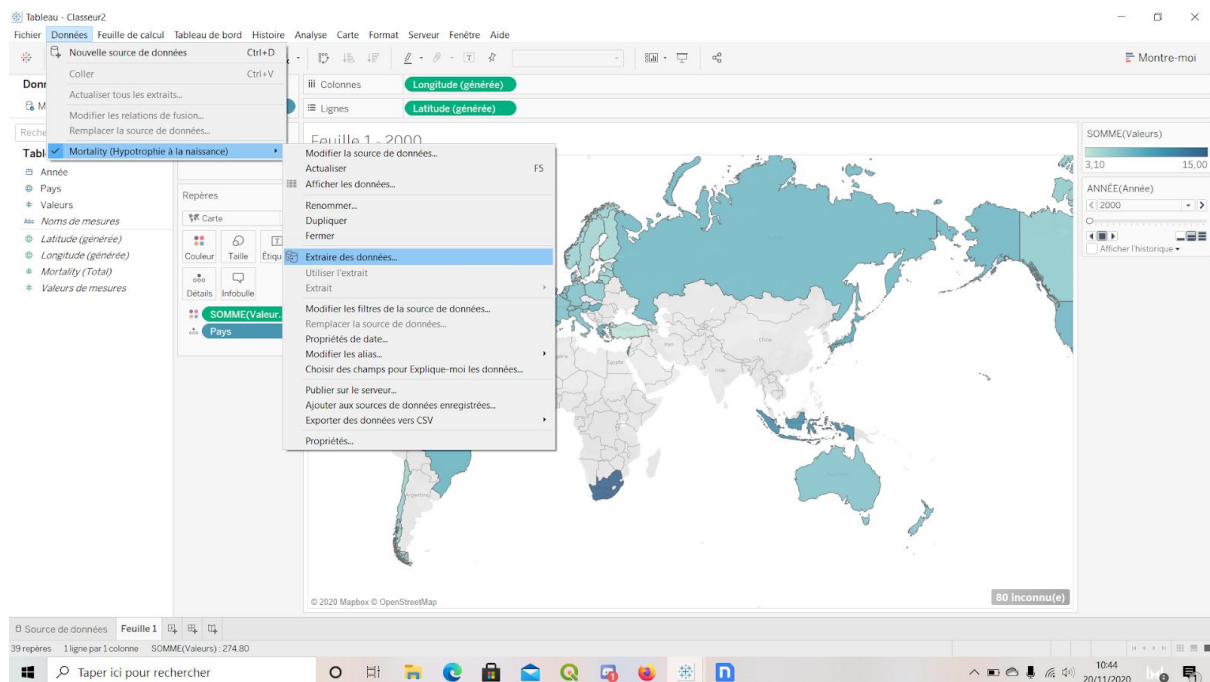 Tableau - Classeur2
Fichier Données Feuille de calcul Tableau de bord Histoire Analyse Carte Format Serveur Fenêtre Aide
Nouvelle source de données Ctrl+D
Montre-moi
Coller Ctrl+V
Colonnes Longitude (générée)
Actualiser tous les extraits...
Lignes Latitude (générée)
Modifier les relations de fusion...
Remplacer la source de données...
Feuille 1 - 2000
SOMME(Valeurs)
3,10 15,00
Mortality (Hypotrophie à la naissance)
Modifier la source de données...
Actualiser F5
Afficher les données...
Renommer...
Dupliquer
Fermer
Extraire des données...
Utiliser l'extrait
Extrait
Modifier les filtres de la source de données...
Remplacer la source de données...
Propriétés de date...
Modifier les alias...
Choisir des champs pour Explique-moi les données...
Publier sur le serveur...
Ajouter aux sources de données enregistrées...
Exporter des données vers CSV
Propriétés...
Année
Pays
Valeurs
Abc Noms de mesures
Latitude (générée)
Longitude (générée)
Mortality (Total)
Valeurs de mesures
Repères
Carte
Couleur Taille
Détails Infobulle
SOMME(Valeur..
Pays
ANNÉE(Année)
2000
Afficher l'historique
China
Iran
India
Egypte
Argentina
© 2020 Mapbox © OpenStreetMap
80 inconnu(e)
Source de données Feuille 1
39 repères 1 ligne par 1 colonne SOMME(Valeurs) : 274.80
Taper ici pour rechercher
10:44
20/11/2020